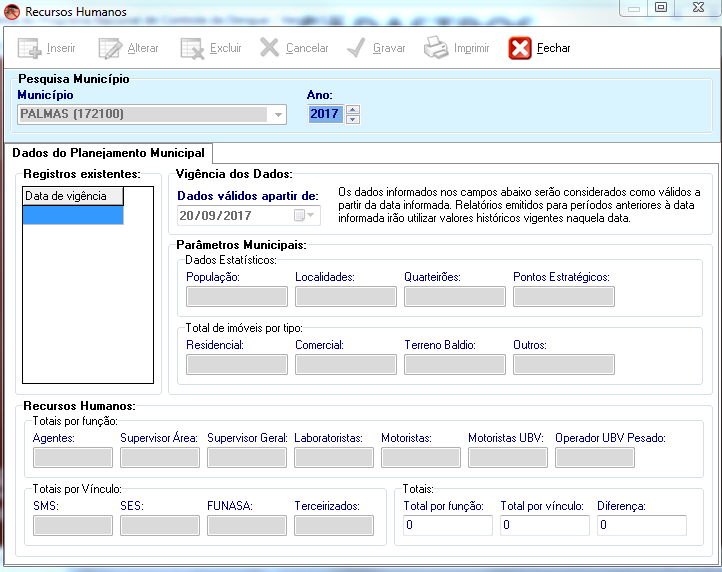 Recursos Humanos
Inserir Alterar Excluir Cancelar Gravar Imprimir Fechar
Pesquisa Município
Município Ano:
PALMAS (172100) 2017
Dados do Planejamento Municipal
Registros existentes:
Data de vigência
Vigência dos Dados:
Dados válidos apartir de:
20/09/2017
Os dados informados nos campos abaixo serão considerados como válidos a
partir da data informada. Relatórios emitidos para períodos anteriores à data
informada irão utilizar valores históricos vigentes naquela data.
Parâmetros Municipais:
Dados Estatísticos:
População: Localidades: Quarteirões: Pontos Estratégicos:
Total de imóveis por tipo:
Residencial: Comercial: Terreno Baldio: Outros:
Recursos Humanos:
Totais por função:
Agentes: Supervisor Área: Supervisor Geral: Laboratoristas: Motoristas: Motoristas UBV: Operador UBV Pesado:
Totais por Vínculo:
SMS: SES: FUNASA: Terceirizados:
Totais:
Total por função: Total por vínculo: Diferença:
0 0 0